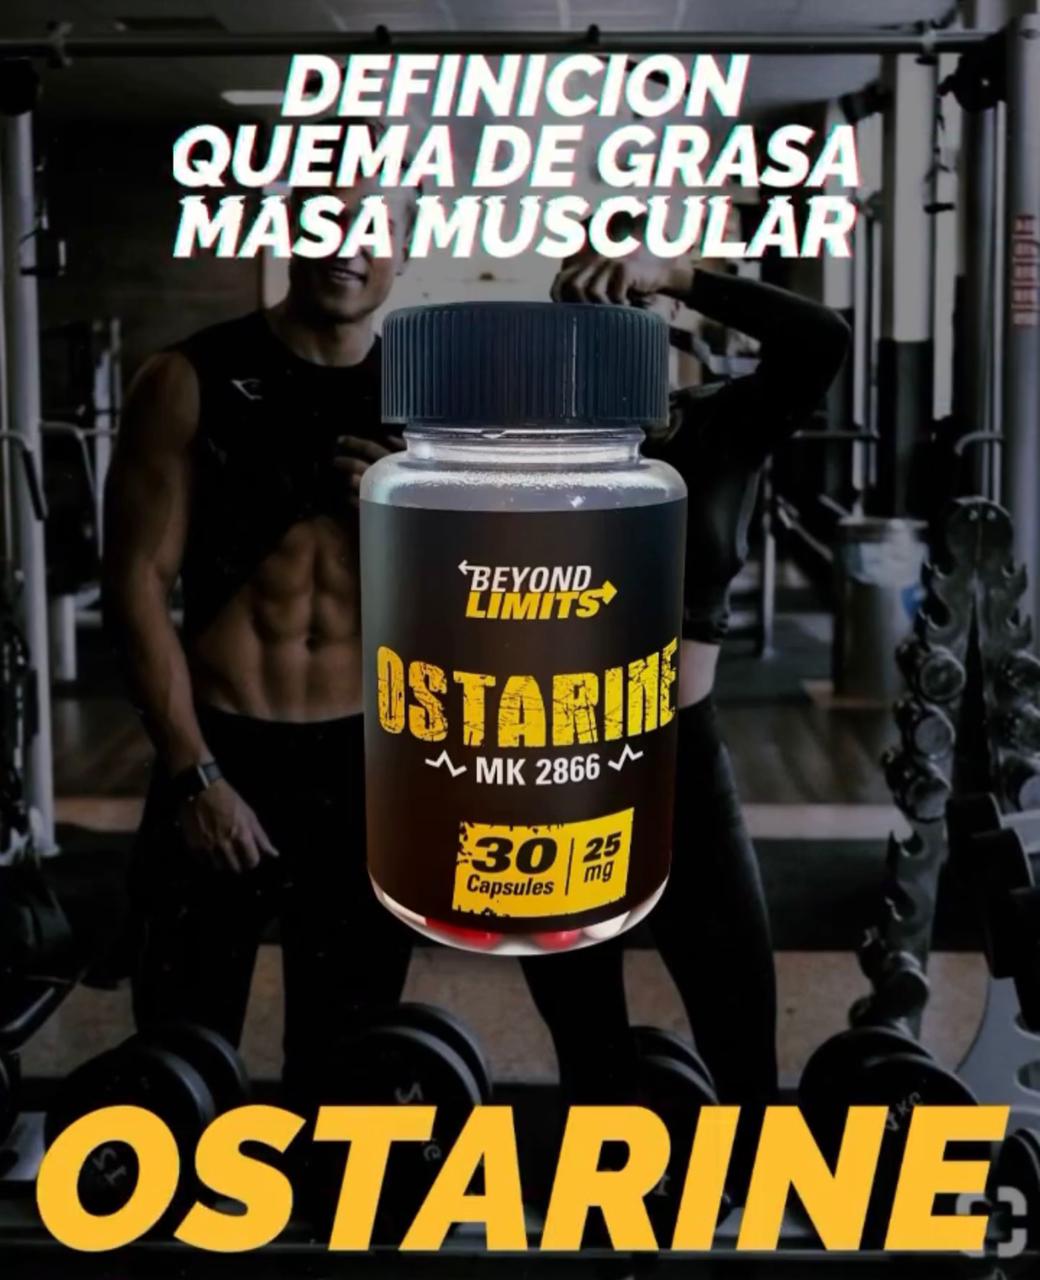 DEFINICION
QUEMA DE GRASA
MASA MUSCULAR
BEYOND
LIMITS
OSTARINE
MK 2866
30 25
Capsules mg
OSTARINE